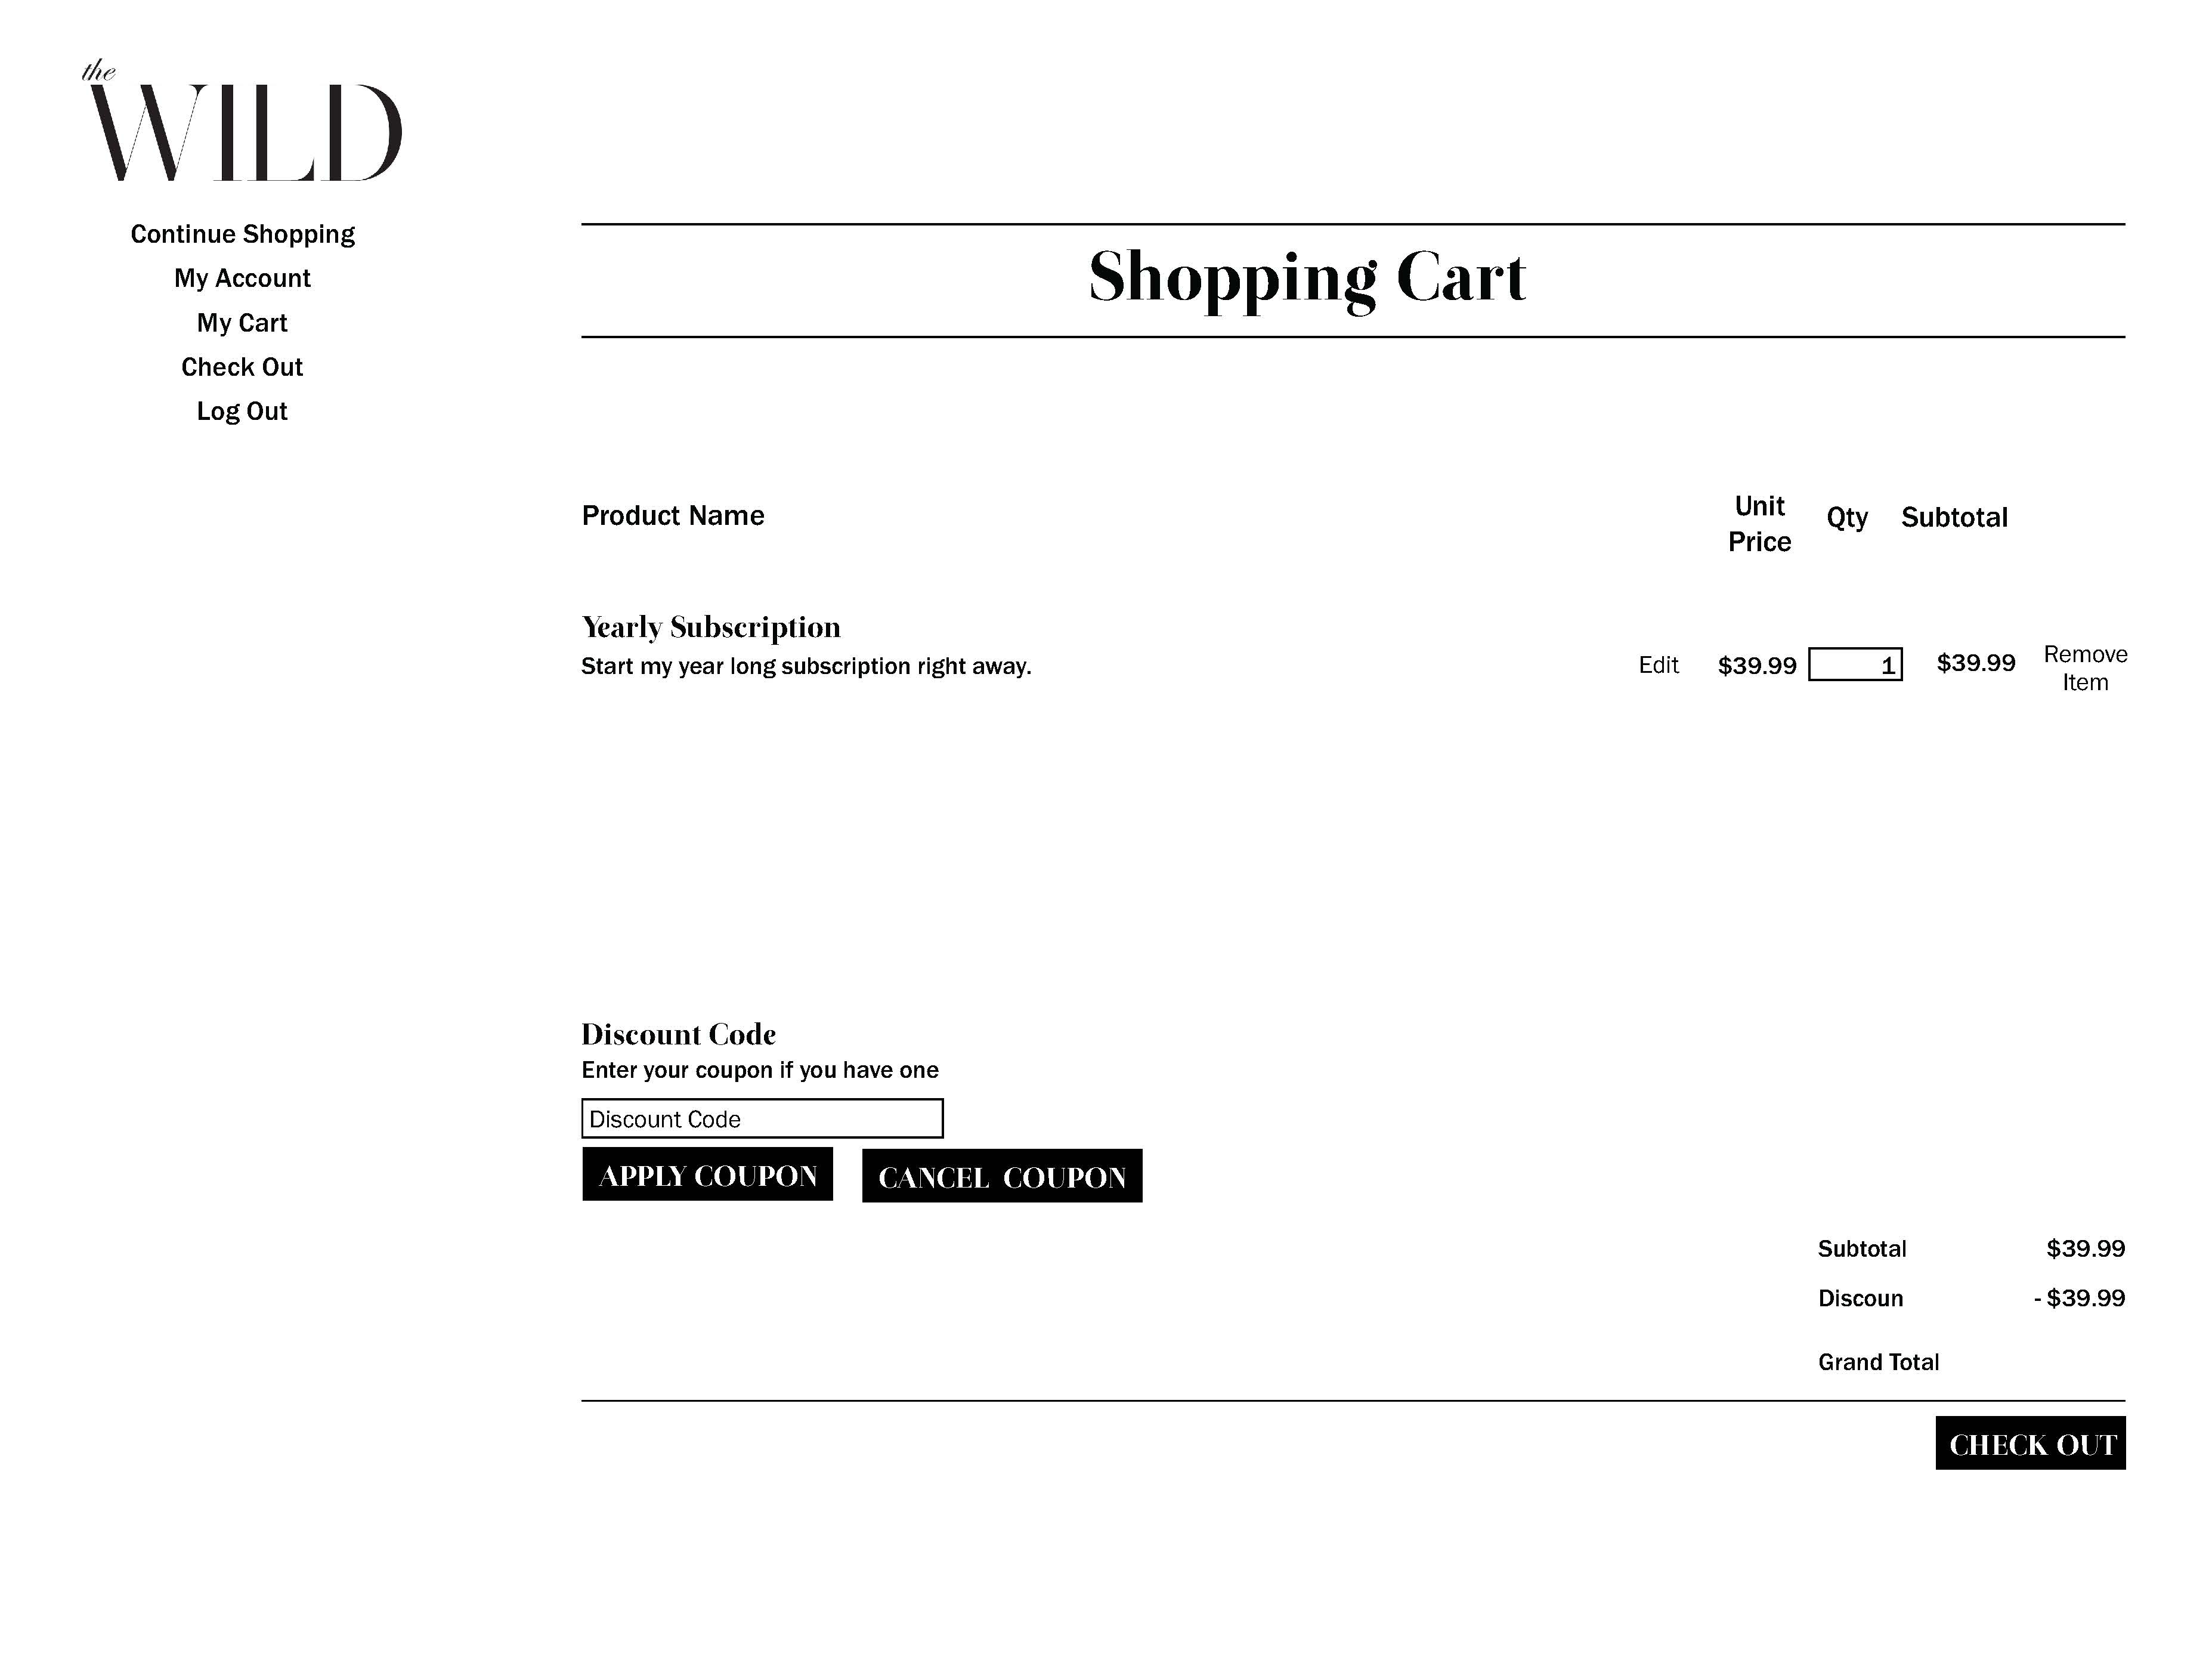 the
WILD
Continue Shopping
My Account
My Cart
Check Out
Log Out
Shopping Cart
Product Name
Unit
Price
Qty
Subtotal
Yearly Subscription
Start my year long subscription right away.
Edit
$39.99
1
$39.99
Remove
Item
Discount Code
Enter your coupon if you have one
Discount Code
APPLY COUPON
CANCEL COUPON
Subtotal $39.99
Discoun - $39.99
Grand Total
CHECK OUT